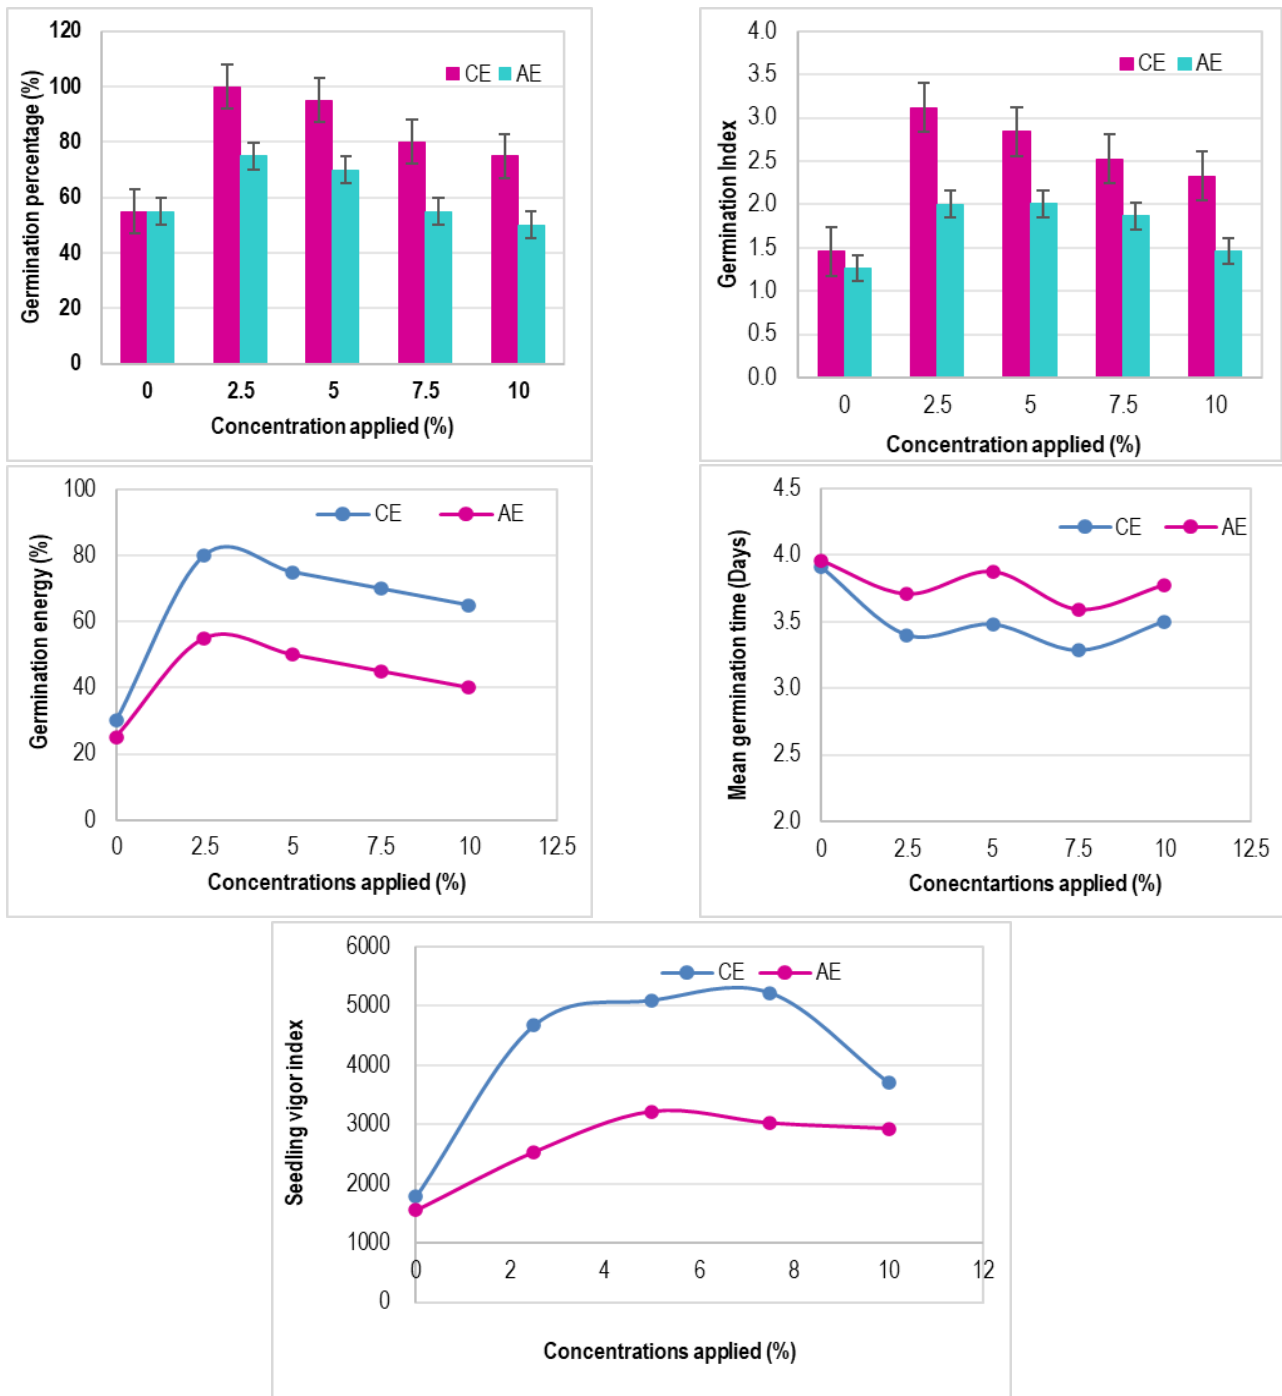 Germination percentage (%)
120
100
80
60
40
20
0
CE AE
0 2.5 5 7.5 10
Concentration applied (%)
Germination Index
4.0
3.5
3.0
2.5
2.0
1.5
1.0
0.5
0.0
CE AE
0 2.5 5 7.5 10
Concentration applied (%)
Germination energy (%)
100
80
60
40
20
0
CE AE
0 2.5 5 7.5 10 12.5
Concentrations applied (%)
Mean germination time (Days)
4.5
4.0
3.5
3.0
2.5
2.0
CE AE
0 2.5 5 7.5 10 12.5
Conecntartions applied (%)
Seedling vigor index
6000
5000
4000
3000
2000
1000
0
CE AE
0 2 4 6 8 10 12
Concentrations applied (%)